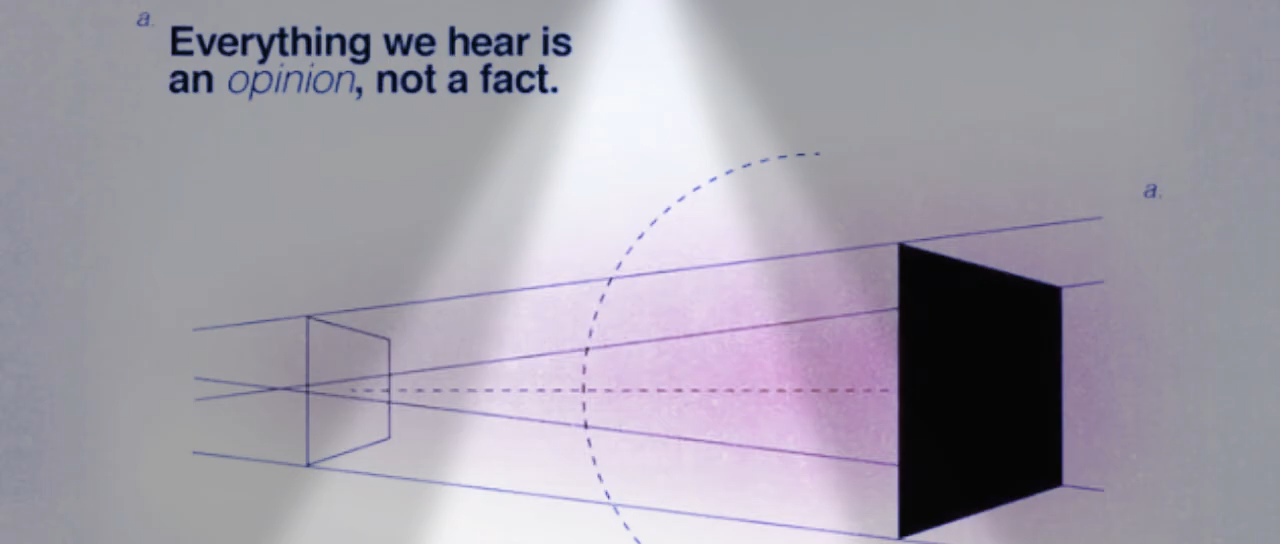 a.
Everything we hear is
an opinion, not a fact.
a.